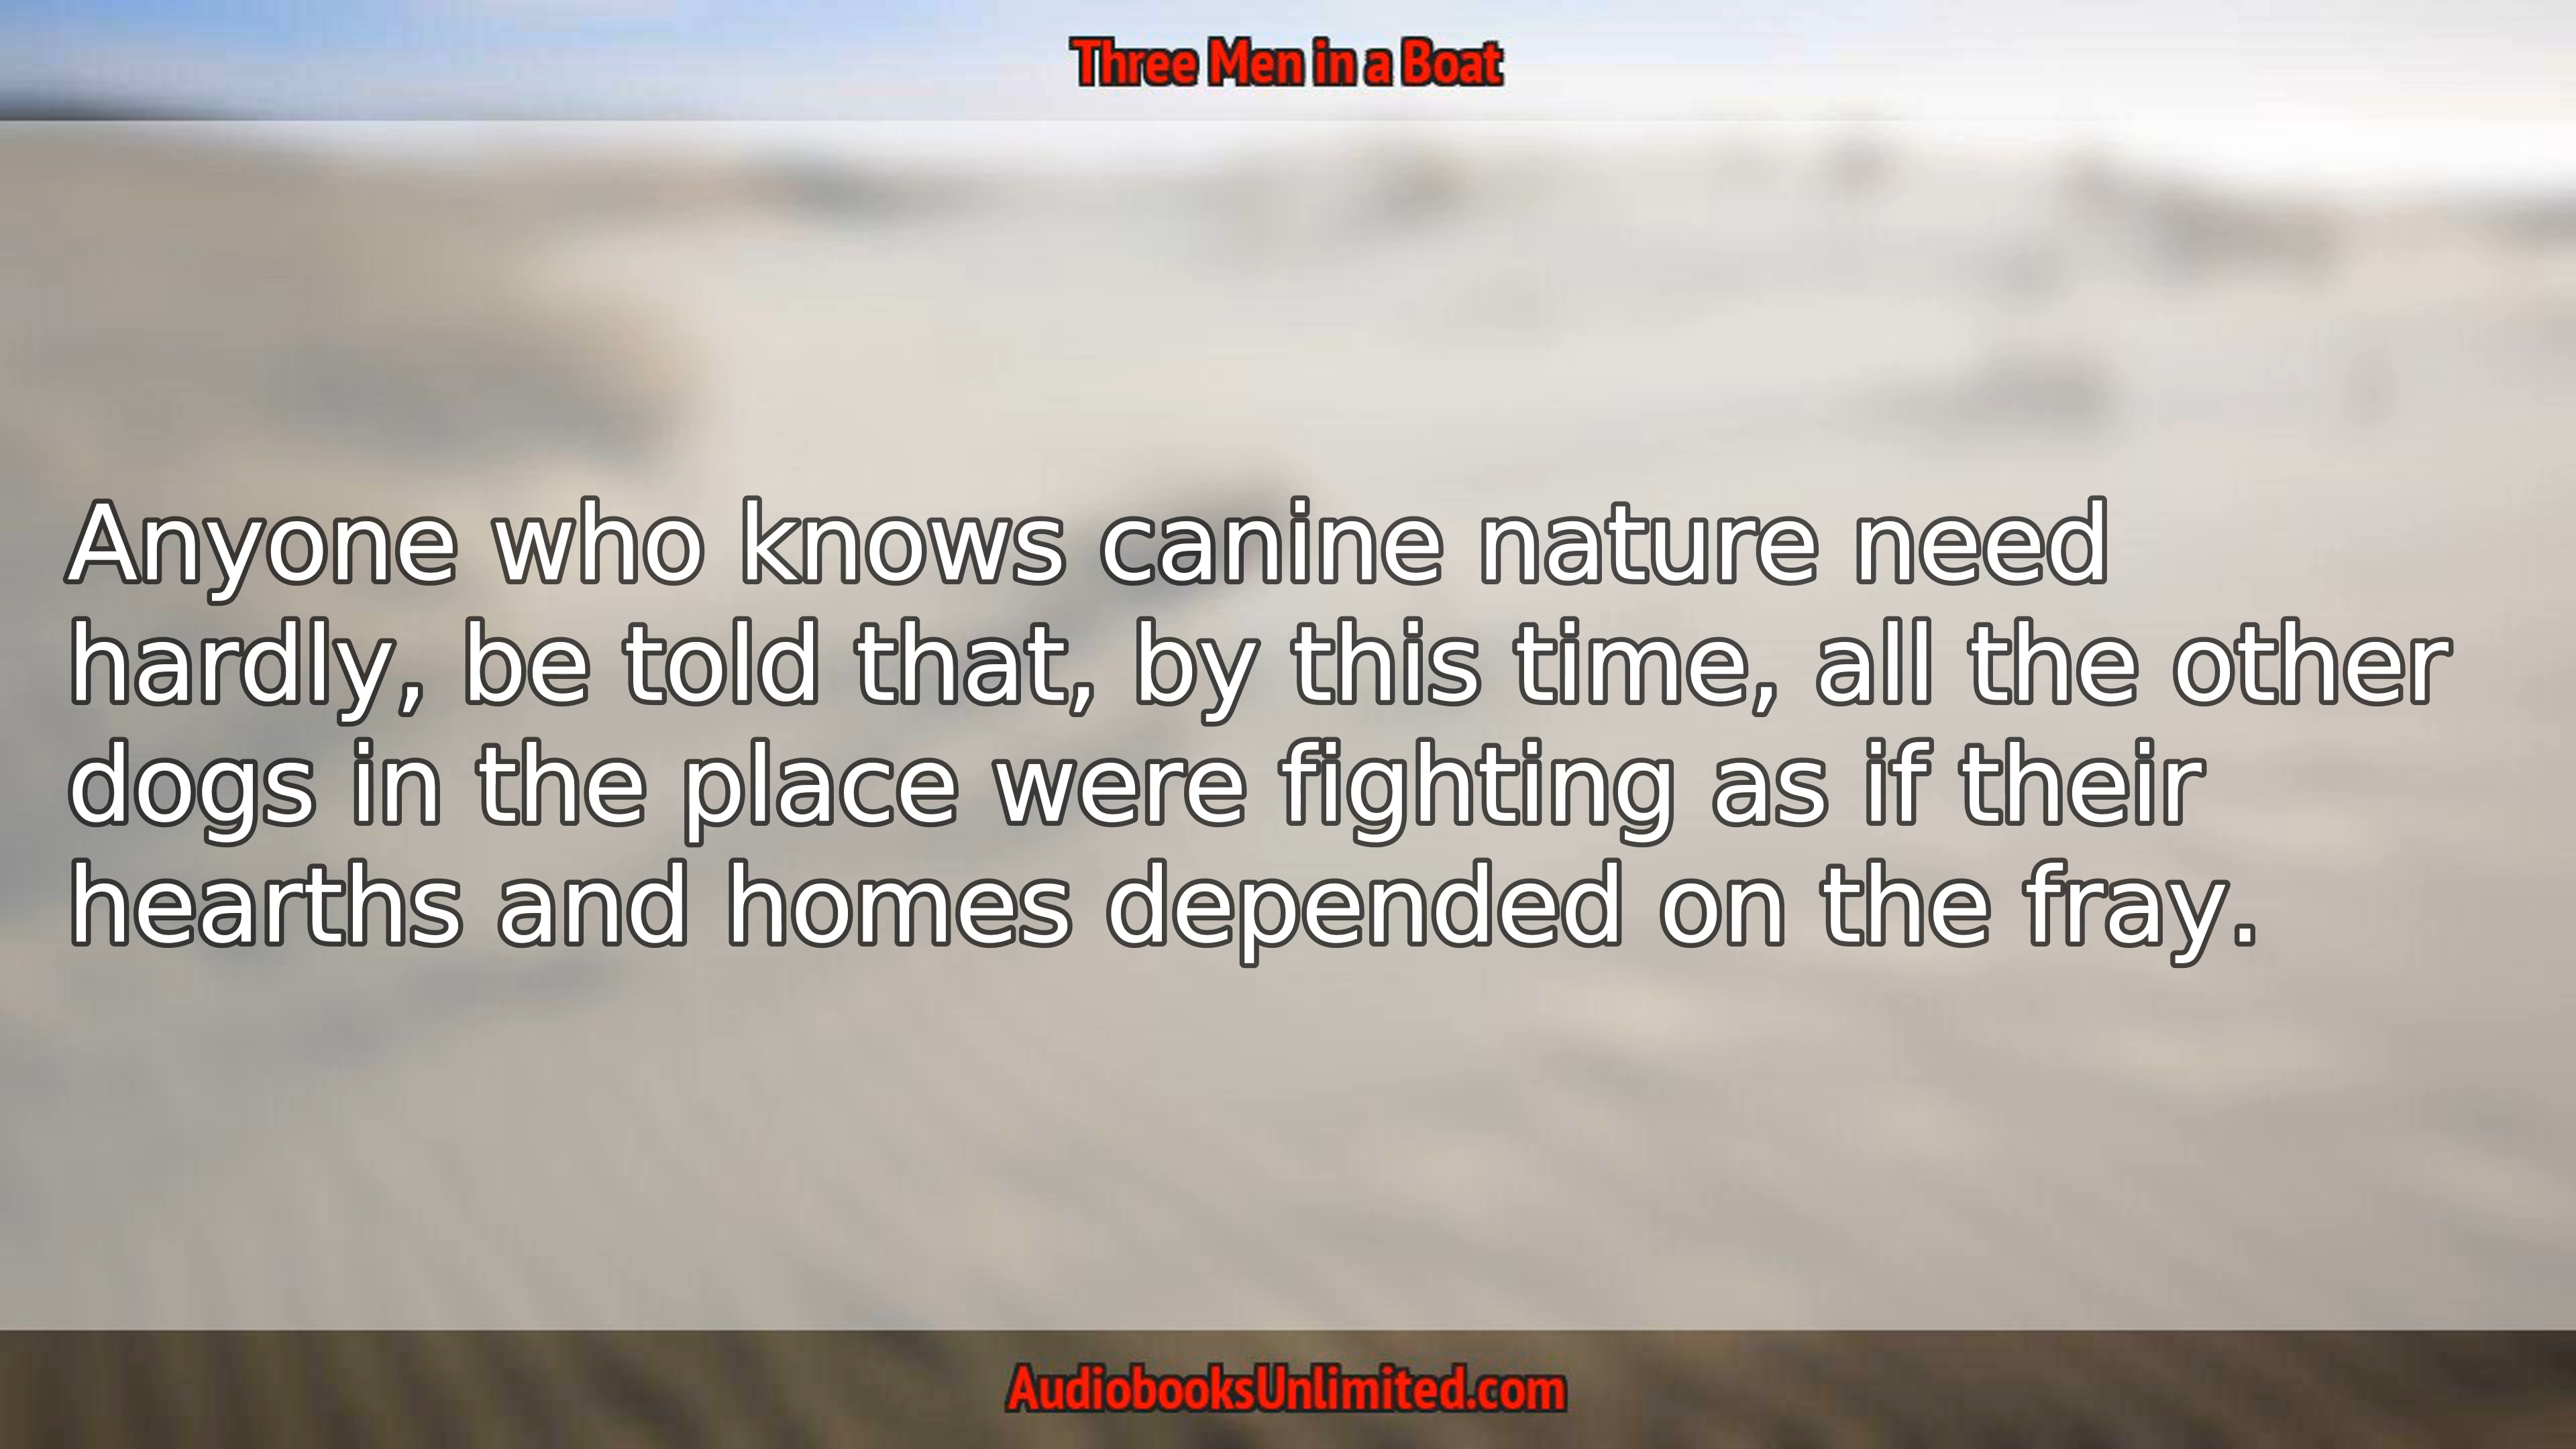 Three Men in a Boat
Anyone who knows canine nature need
hardly, be told that, by this time, all the other
dogs in the place were fighting as if their
hearths and homes depended on the fray.
AudiobooksUnlimited.com